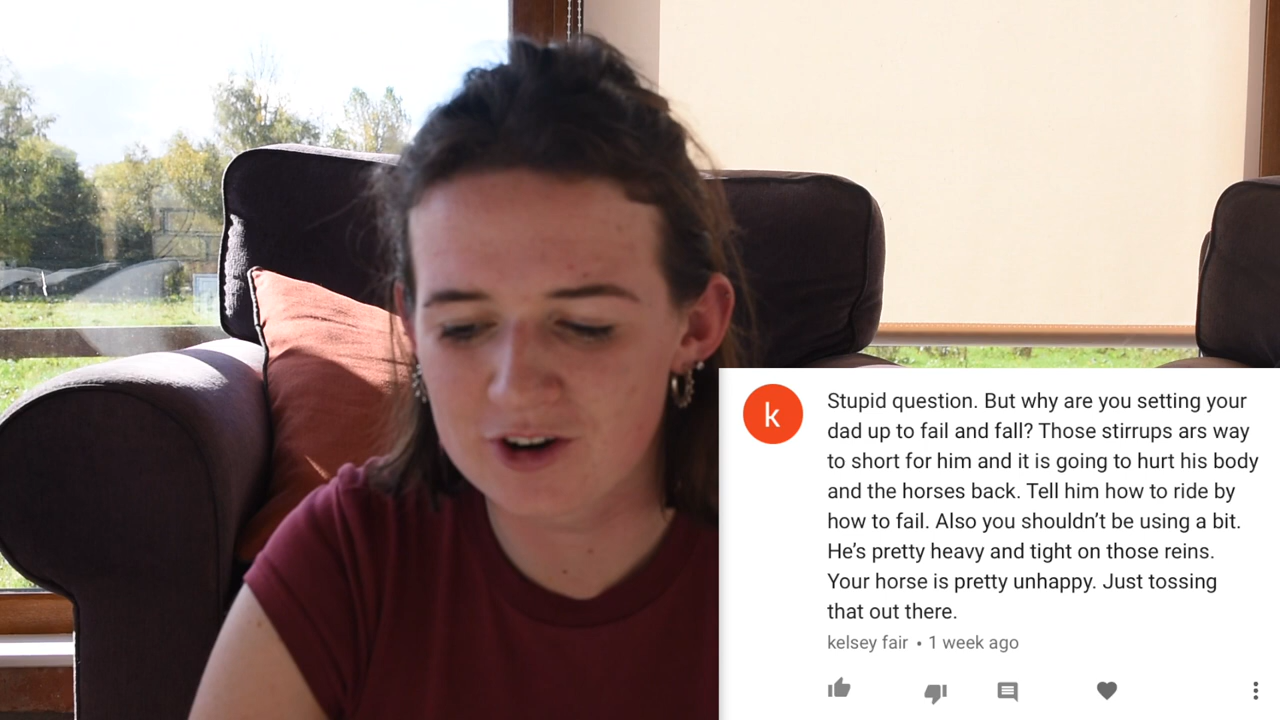 k
Stupid question. But why are you setting your
dad up to fail and fall? Those stirrups ars way
to short for him and it is going to hurt his body
and the horses back. Tell him how to ride by
how to fail. Also you shouldn’t be using a bit.
He’s pretty heavy and tight on those reins.
Your horse is pretty unhappy. Just tossing
that out there.
kelsey fair • 1 week ago